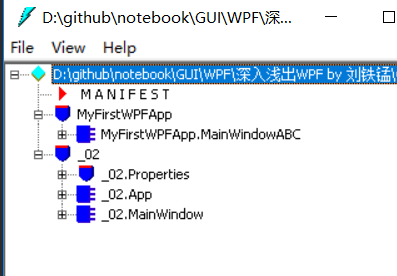 D:\github\notebook\GUI\WPF\深...
File View Help
D:\github\notebook\GUI\WPF\深入浅出WPF by 刘铁锰\
MANIFEST
MyFirstWPFApp
MyFirstWPFApp.MainWindowABC
_02
_02.Properties
_02.App
_02.MainWindow